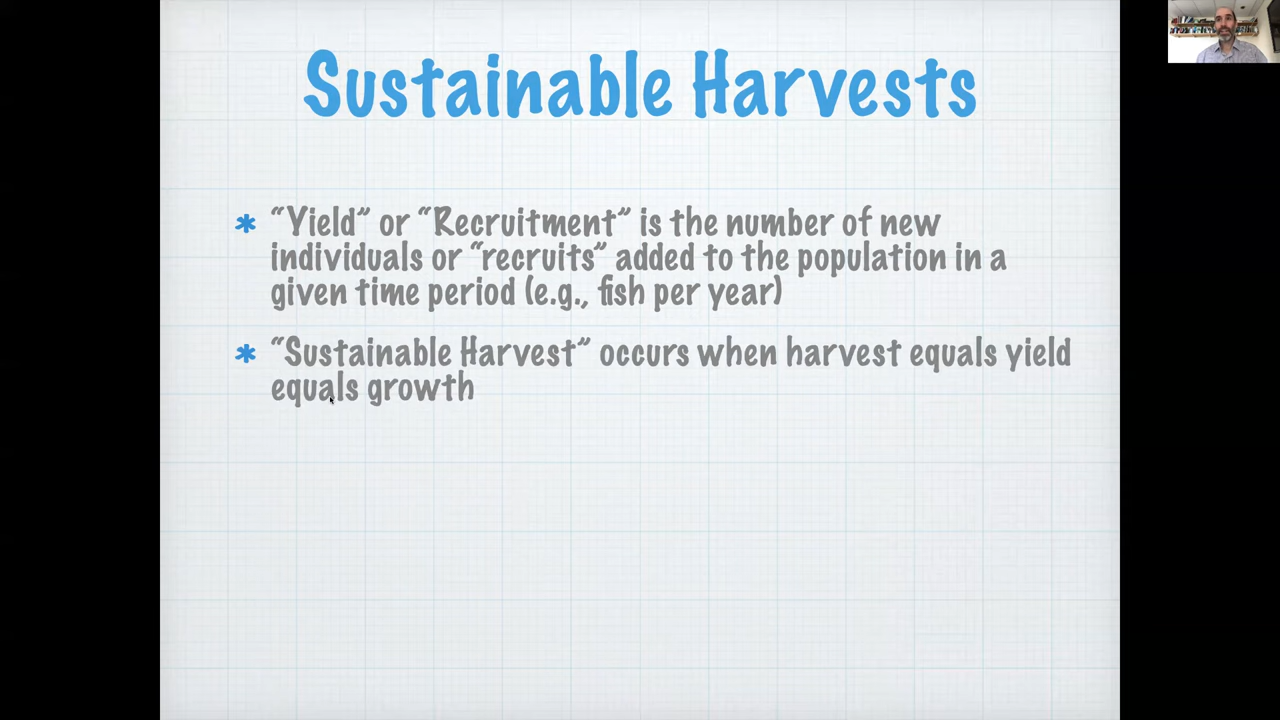 Sustainable Harvests
* “Yield” or “Recruitment” is the number of new
individuals or “recruits” added to the population in a
given time period (e.g., fish per year)
* “Sustainable Harvest” occurs when harvest equals yield
equals growth